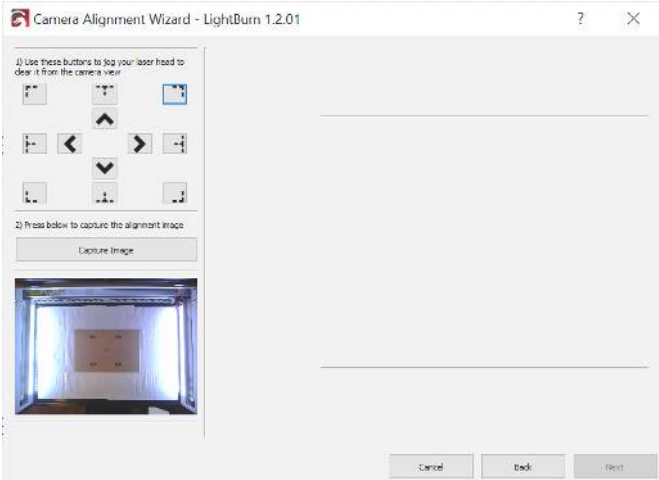 Camera Alignment Wizard - LightBurn 1.2.01
?
1) Use these buttons to jog your laser head to
clear it from the camera view
2) Press below to capture the alignment image
Capture Image
Cancel
Back
Next